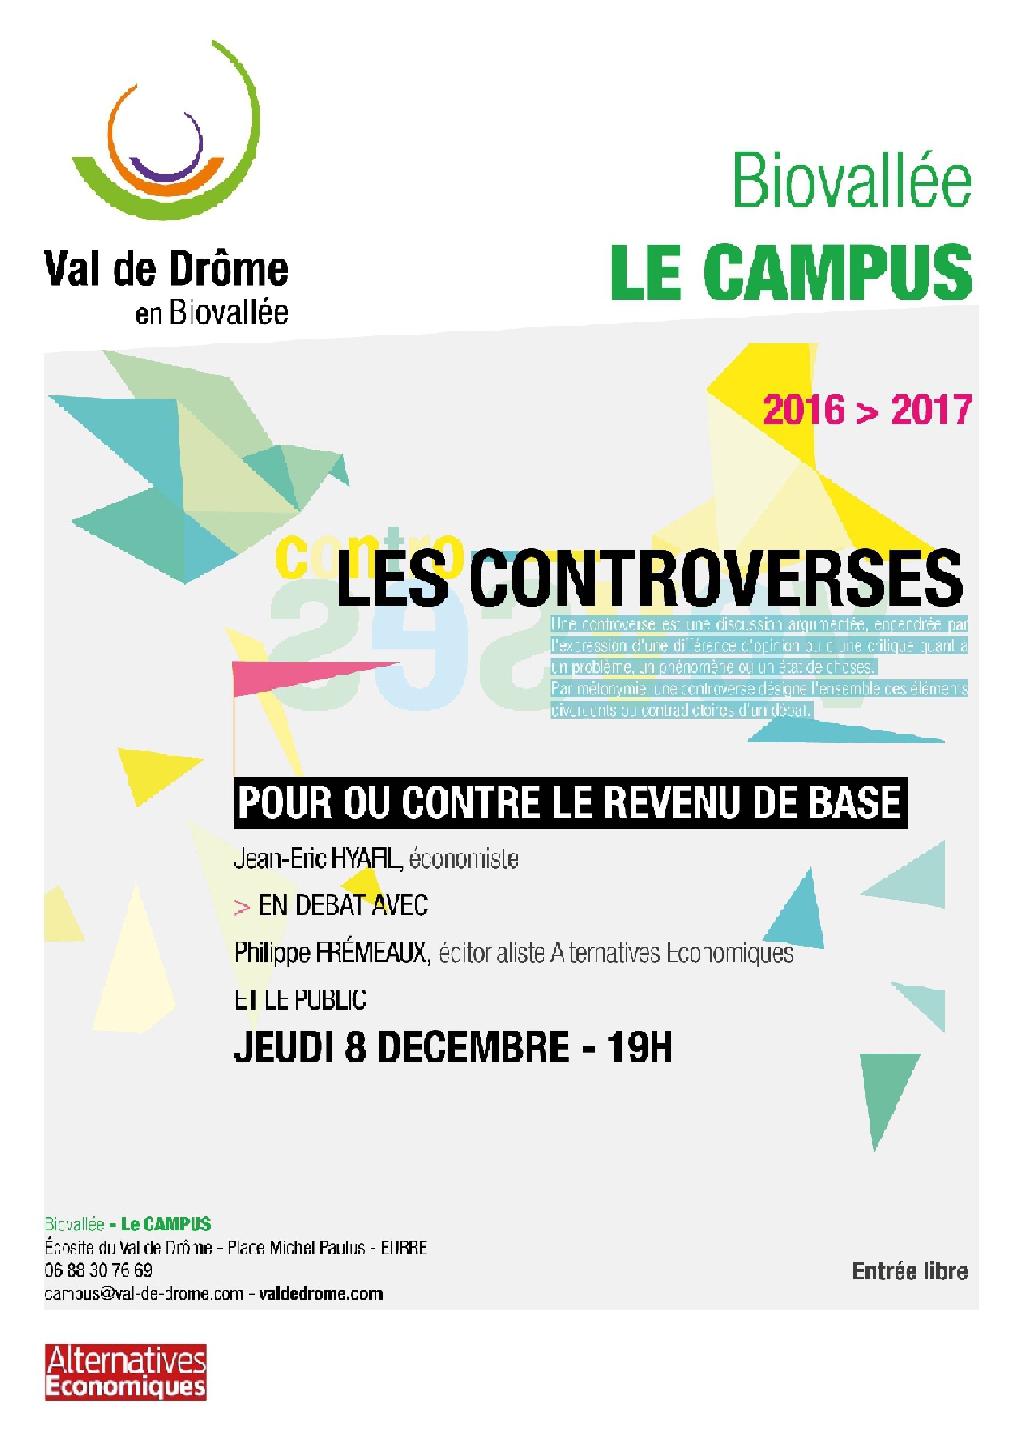 Val de Drôme
en Biovallée
Biovallée
LE CAMPUS
2016 > 2017
contro
LES CONTROVERSES
Une controverse est une discussion argumentée, engendrée par
l'expression d'une différence d'opinion ou d'une critique quant à
un problème, un phénomène ou un état de choses.
Par métonymie, une controverse désigne l'ensemble des éléments
divergents ou contradictoires d'un débat.
POUR OU CONTRE LE REVENU DE BASE
Jean-Eric HYAFIL, économiste
> EN DEBAT AVEC
Philippe FRÉMEAUX, éditorialiste Alternatives Economiques
ET LE PUBLIC
JEUDI 8 DECEMBRE - 19H
Biovallée - Le CAMPUS
Écosite du Val de Drôme - Place Michel Paulus - EURRE
06 88 30 76 69
campus@val-de-drome.com - valdedrome.com
Entrée libre
Alternatives
Economiques